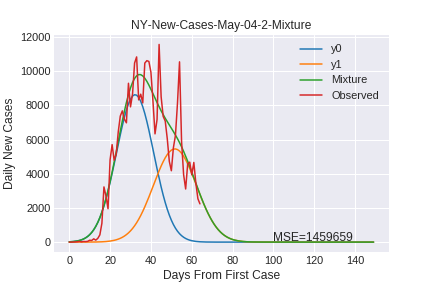 NY-New-Cases-May-04-2-Mixture
12000
10000
8000
6000
4000
2000
0
Daily New Cases
y0
y1
Mixture
Observed
MSE=1459659
0 20 40 60 80 100 120 140
Days From First Case